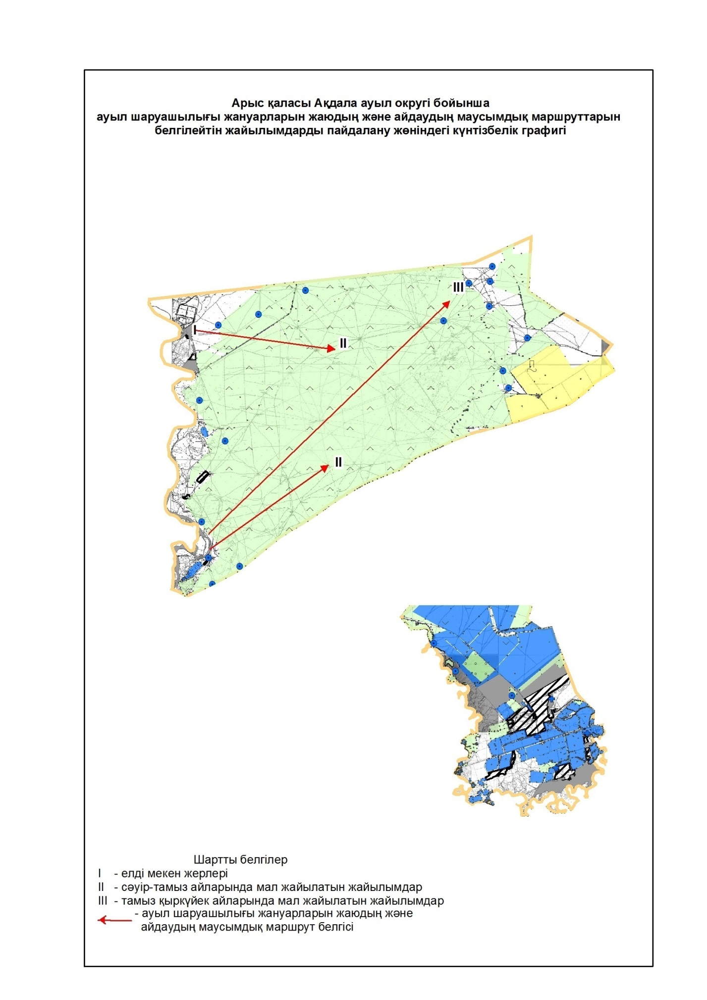 Арыс қаласы Ақдала ауыл округі бойынша
ауыл шаруашылығы жануарларын жаюдың және айдаудың маусымдық маршруттарын
белгілейтін жайылымдарды пайдалану жөніндегі күнтізбелік графигі
III
I
II
II
Шартты белгілер
I - елді мекен жерлері
II - сәуір-тамыз айларында мал жайылатын жайылымдар
III - тамыз қыркүйек айларында мал жайылатын жайылымдар
- ауыл шаруашылығы жануарларын жаюдың және
айдаудың маусымдық маршрут белгісі